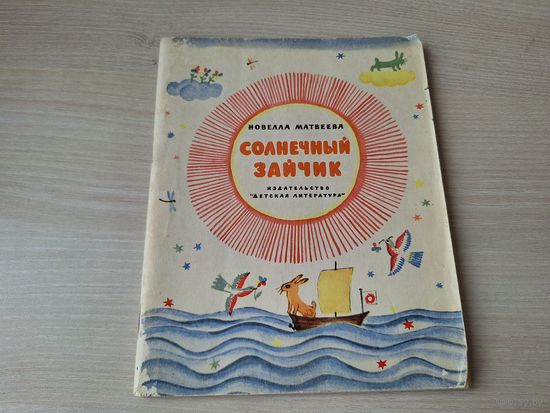 НОВЕЛЛА МАТВЕЕВА
СОЛНЕЧНЫЙ
ЗАЙЧИК
ИЗДАТЕЛЬСТВО
"ДЕТСКАЯ ЛИТЕРАТУРА"